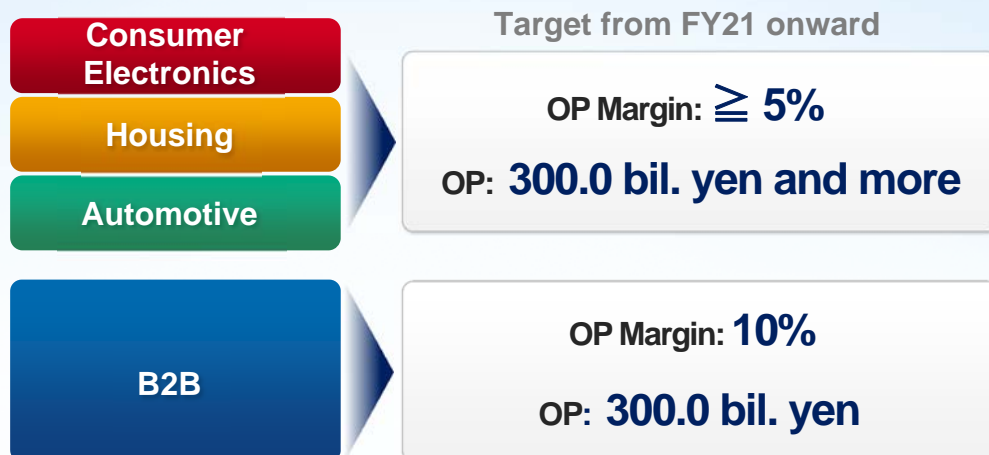 Target from FY21 onward
Consumer
Electronics
Housing
Automotive
OP Margin: ≧ 5%
OP: 300.0 bil. yen and more
B2B
OP Margin: 10%
OP: 300.0 bil. yen